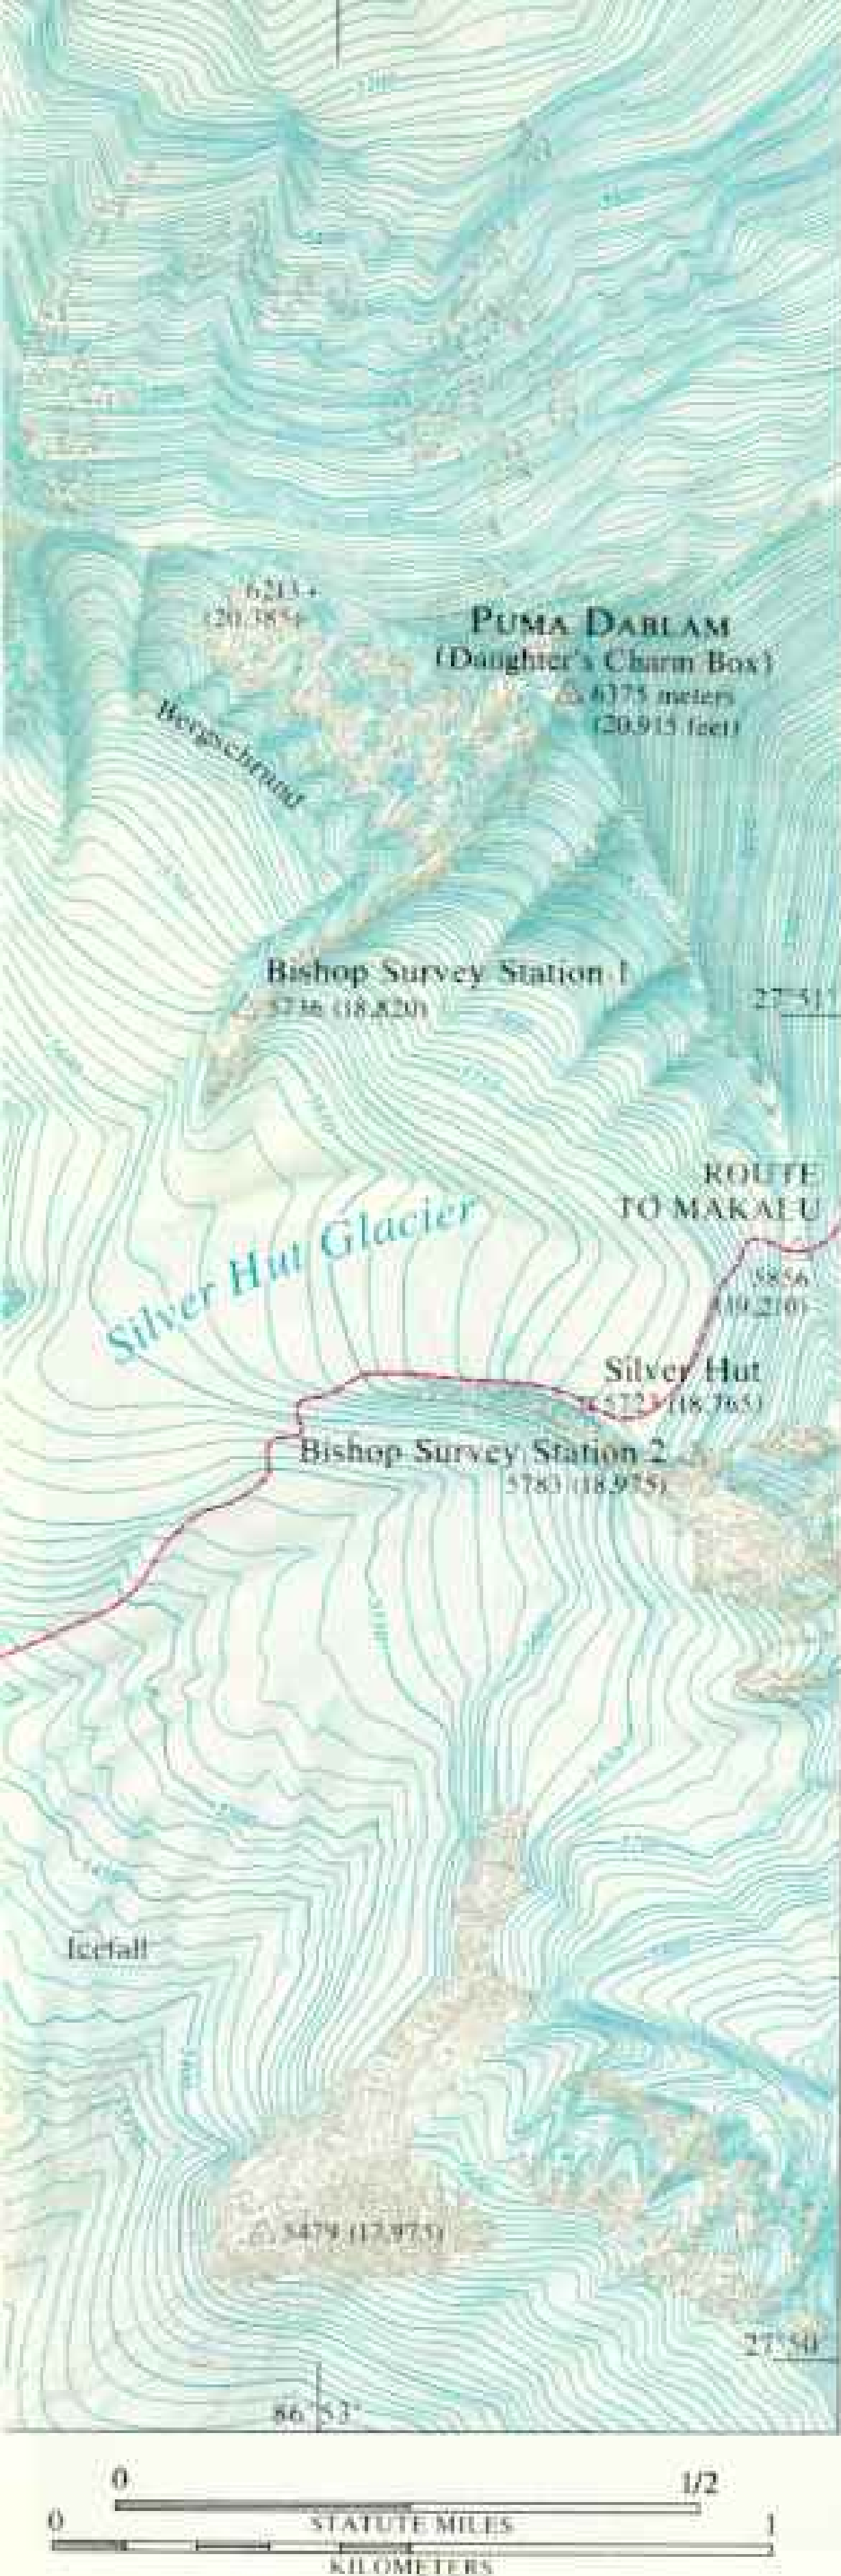 6213
(20,385)
PUMA DABLAM
(Daughter's Charm Box)
6375 meters
(20,915 feet)
Bergschrund
Bishop Survey Station 1
5736 (18,820)
27°51'
ROUTE
TO MAKALU
Silver Hut Glacier
5856
(19,210)
Silver Hut
5723 (18,765)
Bishop Survey Station 2
5783 (18,975)
Icefall
5479 (17,975)
27°50'
86°53'
0 1/2
STATUTE MILES
0 1
KILOMETERS